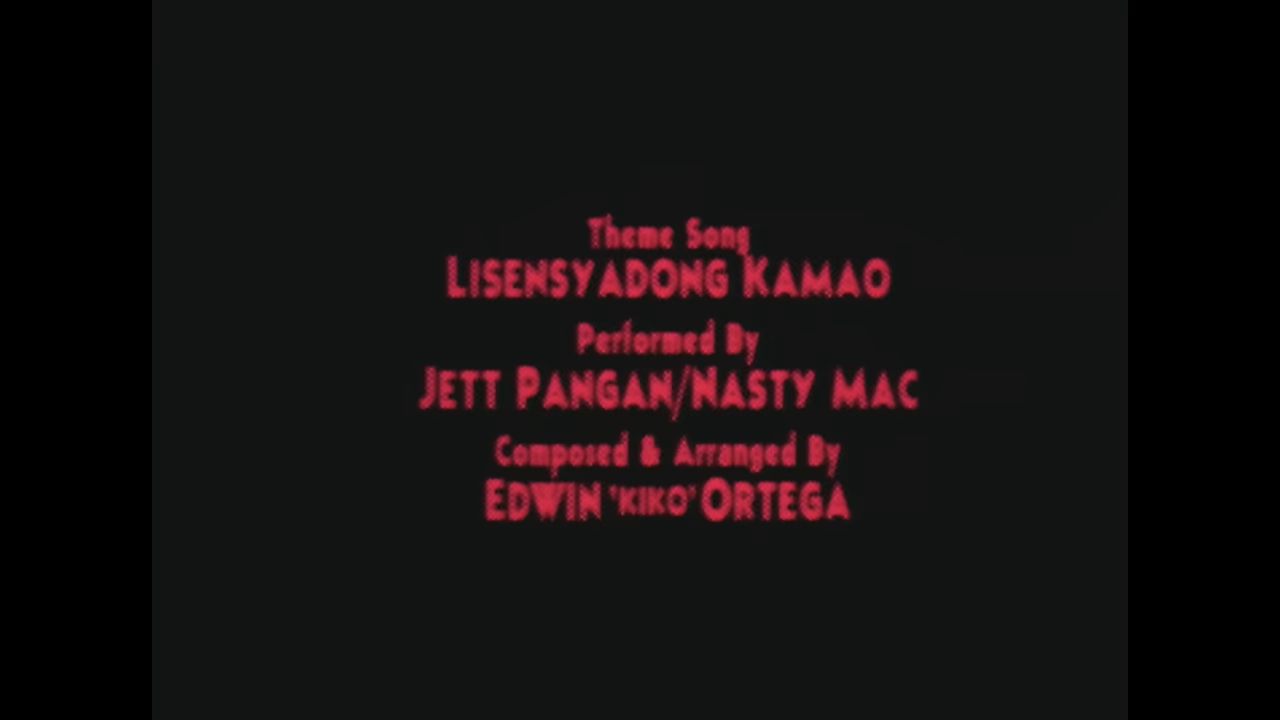 Theme Song
LISENSYADONG KAMAO
Performed By
JETT PANGAN/NASTY MAC
Composed & Arranged By
EDWIN 'KIKO' ORTEGA